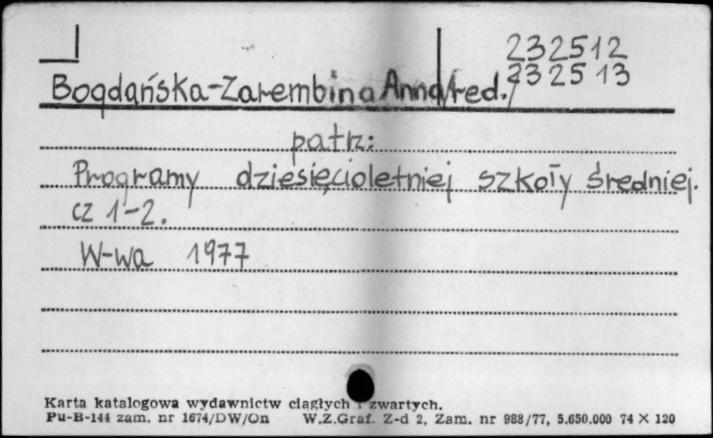 232512
Bogdańska-Zarembina Anna/red./ 232513
patrz:
Programy dziesięcioletniej szkoły średniej.
cz 1-2.
W-wa 1977
Karta katalogowa wydawnictw ciągłych i zwartych.
Pu-B-144 zam. nr 1674/DW/On W.Z.Graf. Z-d 2, Zam. nr 988/77, 5.650.000 74 X 120